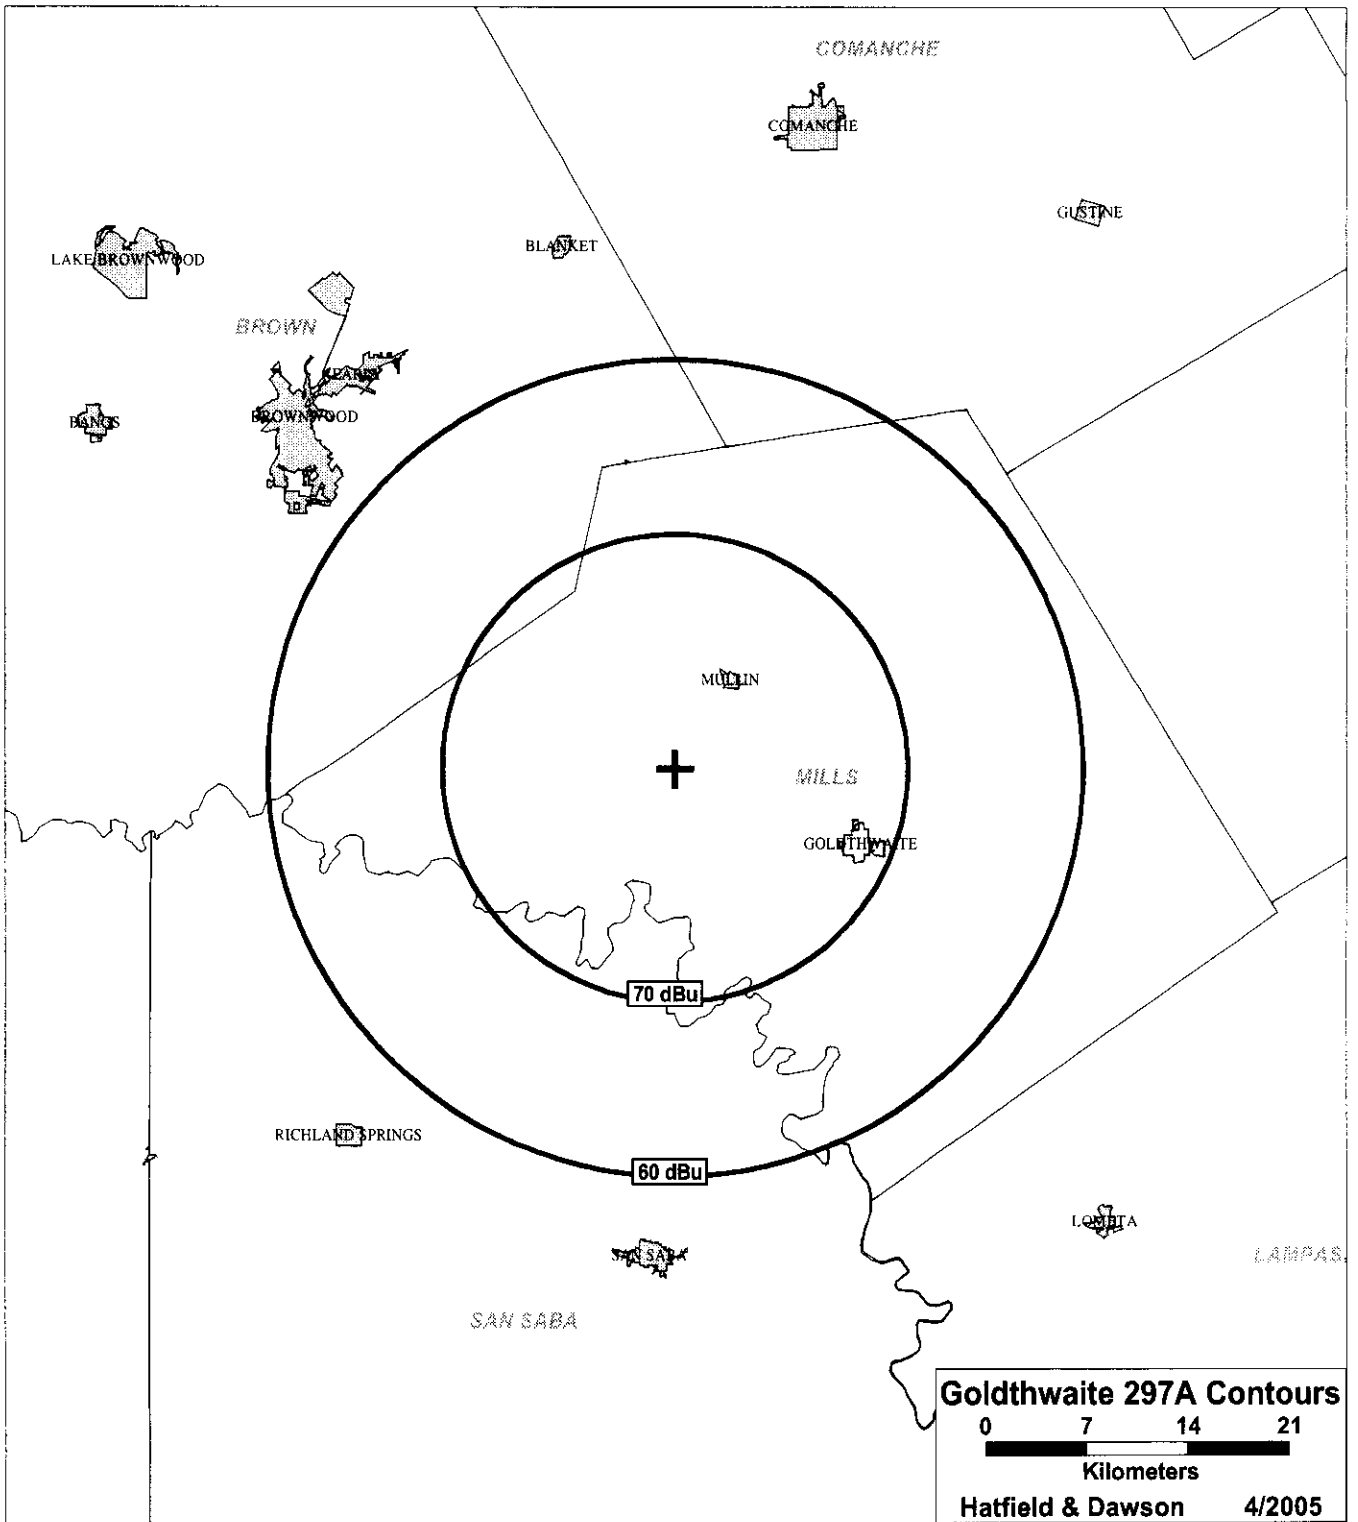 COMANCHE
COMANCHE
GUSTINE
BLANKET
LAKE BROWNWOOD
BROWN
EARLY
BROWNWOOD
BANGS
MULLIN
MILLS
GOLDTHWAITE
70 dBu
RICHLAND SPRINGS
60 dBu
LOMETA
SAN SABA
LAMPAS
SAN SABA
Goldthwaite 297A Contours
0 7 14 21
Kilometers
Hatfield & Dawson 4/2005